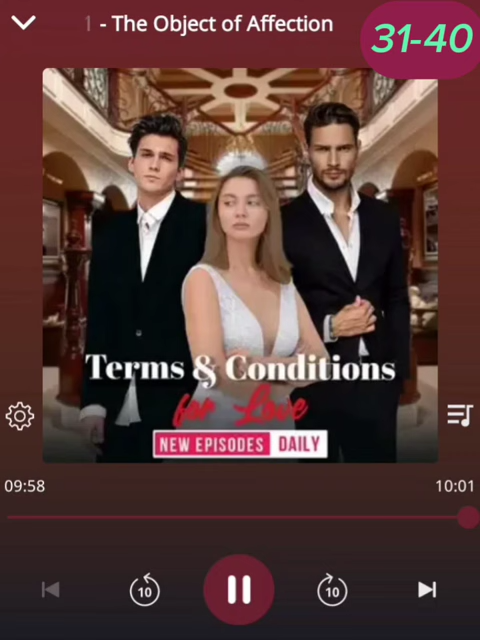 1 - The Object of Affection
31-40
Terms & Conditions
for Love
NEW EPISODES DAILY
09:58
10:01
10
10